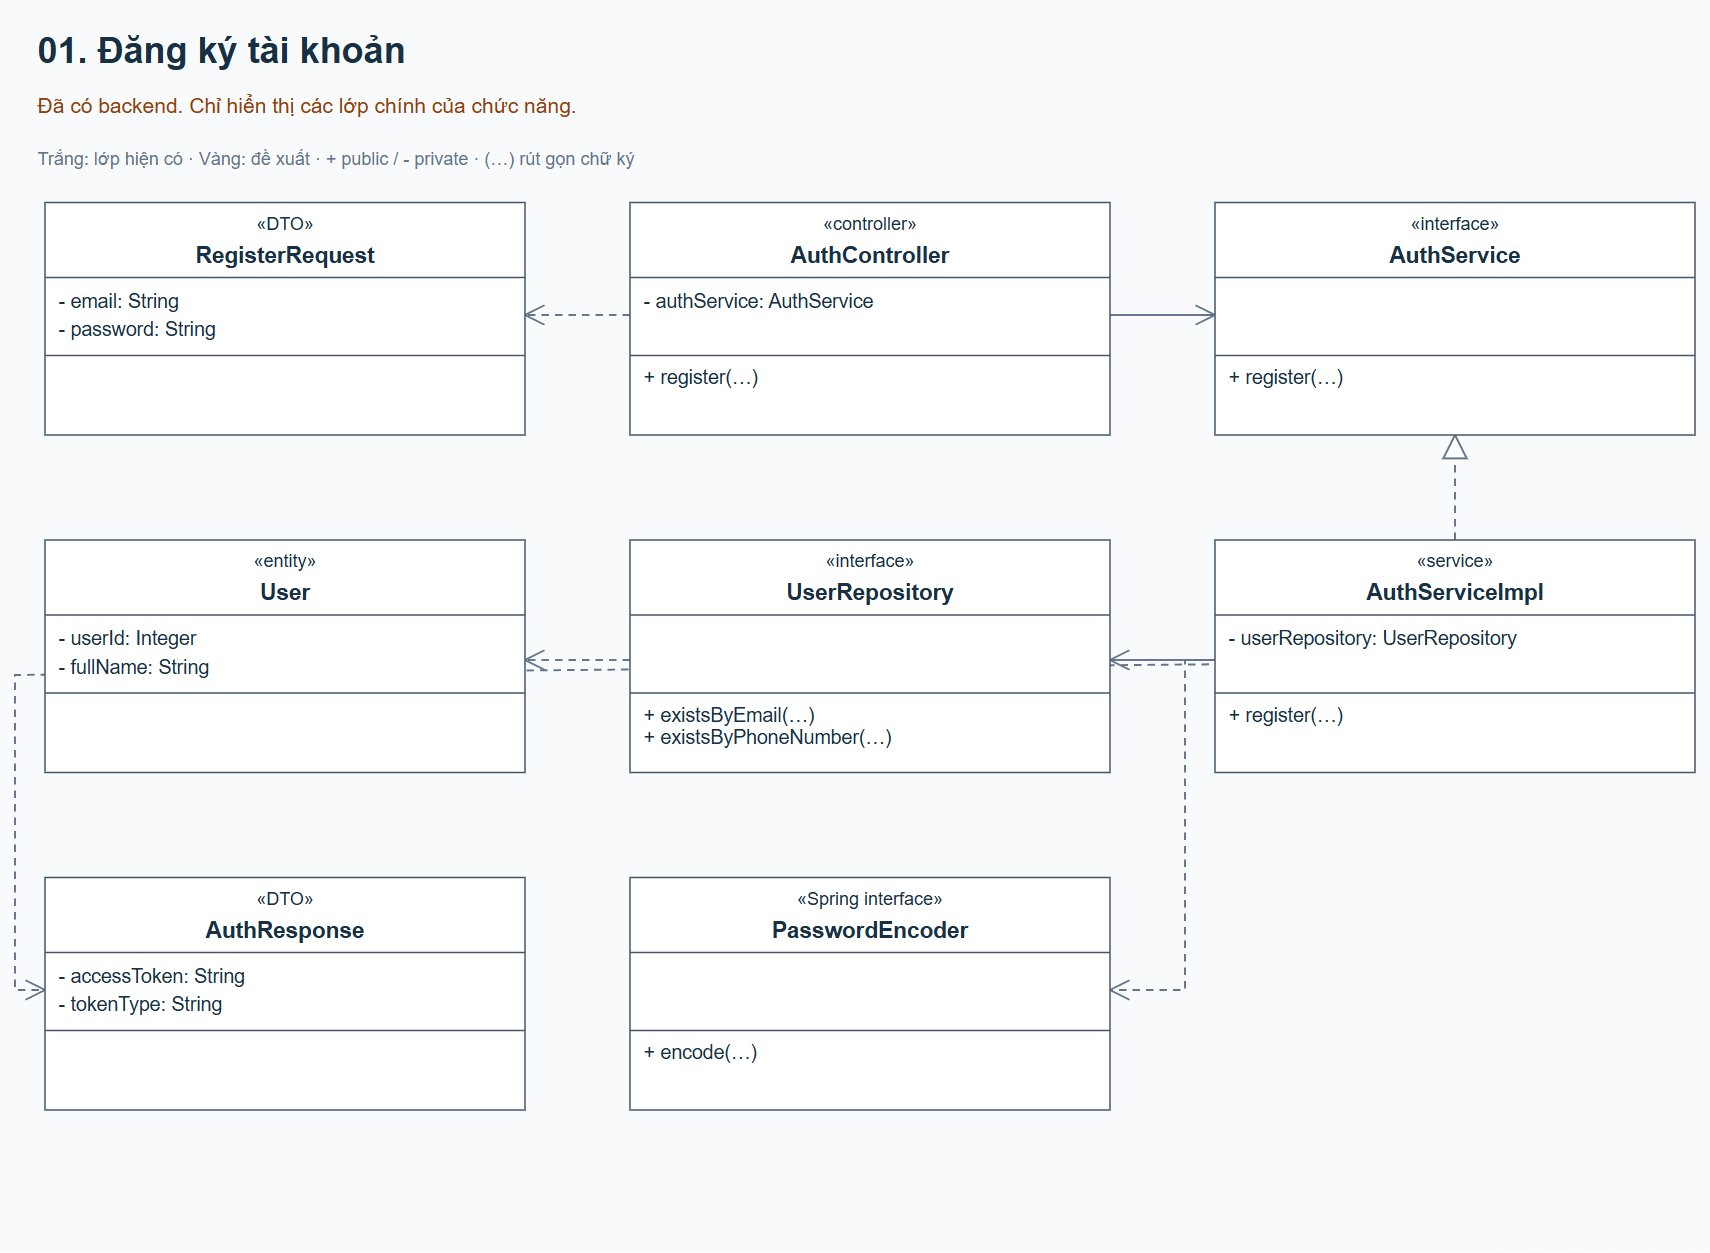 01. Đăng ký tài khoản
Đã có backend. Chỉ hiển thị các lớp chính của chức năng.
Trắng: lớp hiện có · Vàng: đề xuất · + public / - private · (…) rút gọn chữ ký
«DTO»
RegisterRequest
- email: String
- password: String
«controller»
AuthController
- authService: AuthService
+ register(…)
«interface»
AuthService
+ register(…)
«entity»
User
- userId: Integer
- fullName: String
«interface»
UserRepository
+ existsByEmail(…)
+ existsByPhoneNumber(…)
«service»
AuthServiceImpl
- userRepository: UserRepository
+ register(…)
«DTO»
AuthResponse
- accessToken: String
- tokenType: String
«Spring interface»
PasswordEncoder
+ encode(…)